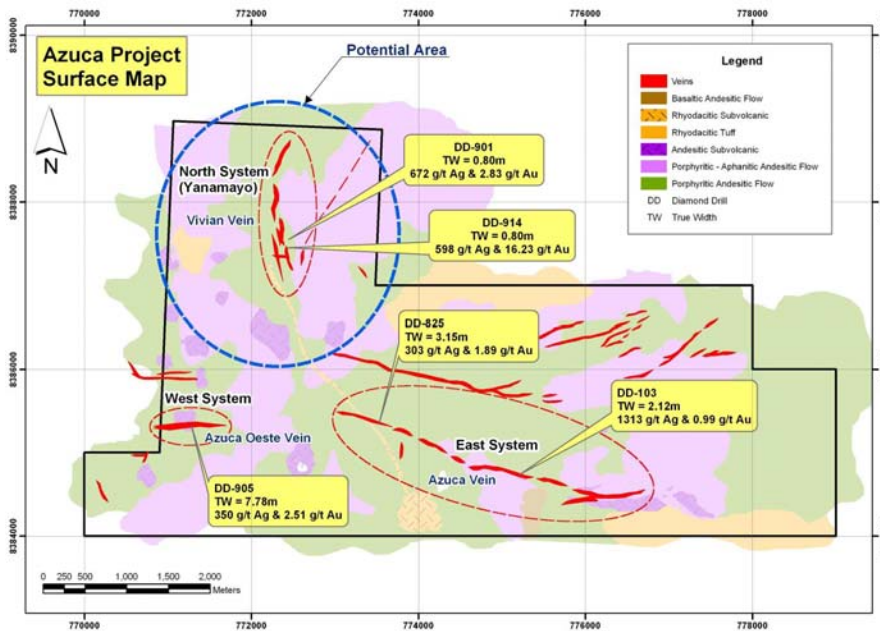 770000
772000
774000
776000
778000
8390000
8388000
8386000
8384000
Azuca Project
Surface Map
N
Potential Area
Legend
Veins
Basaltic Andesitic Flow
Rhyodacitic Subvolcanic
Rhyodacitic Tuff
Andesitic Subvolcanic
Porphyritic - Aphanitic Andesitic Flow
Porphyritic Andesitic Flow
DD Diamond Drill
TW True Width
North System
(Yanamayo)
Vivian Vein
DD-901
TW = 0.80m
672 g/t Ag & 2.83 g/t Au
DD-914
TW = 0.80m
598 g/t Ag & 16.23 g/t Au
DD-825
TW = 3.15m
303 g/t Ag & 1.89 g/t Au
DD-103
TW = 2.12m
1313 g/t Ag & 0.99 g/t Au
West System
Azuca Oeste Vein
East System
Azuca Vein
DD-905
TW = 7.78m
350 g/t Ag & 2.51 g/t Au
0 250 500 1,000 1,500 2,000
Meters
770000
772000
774000
776000
778000